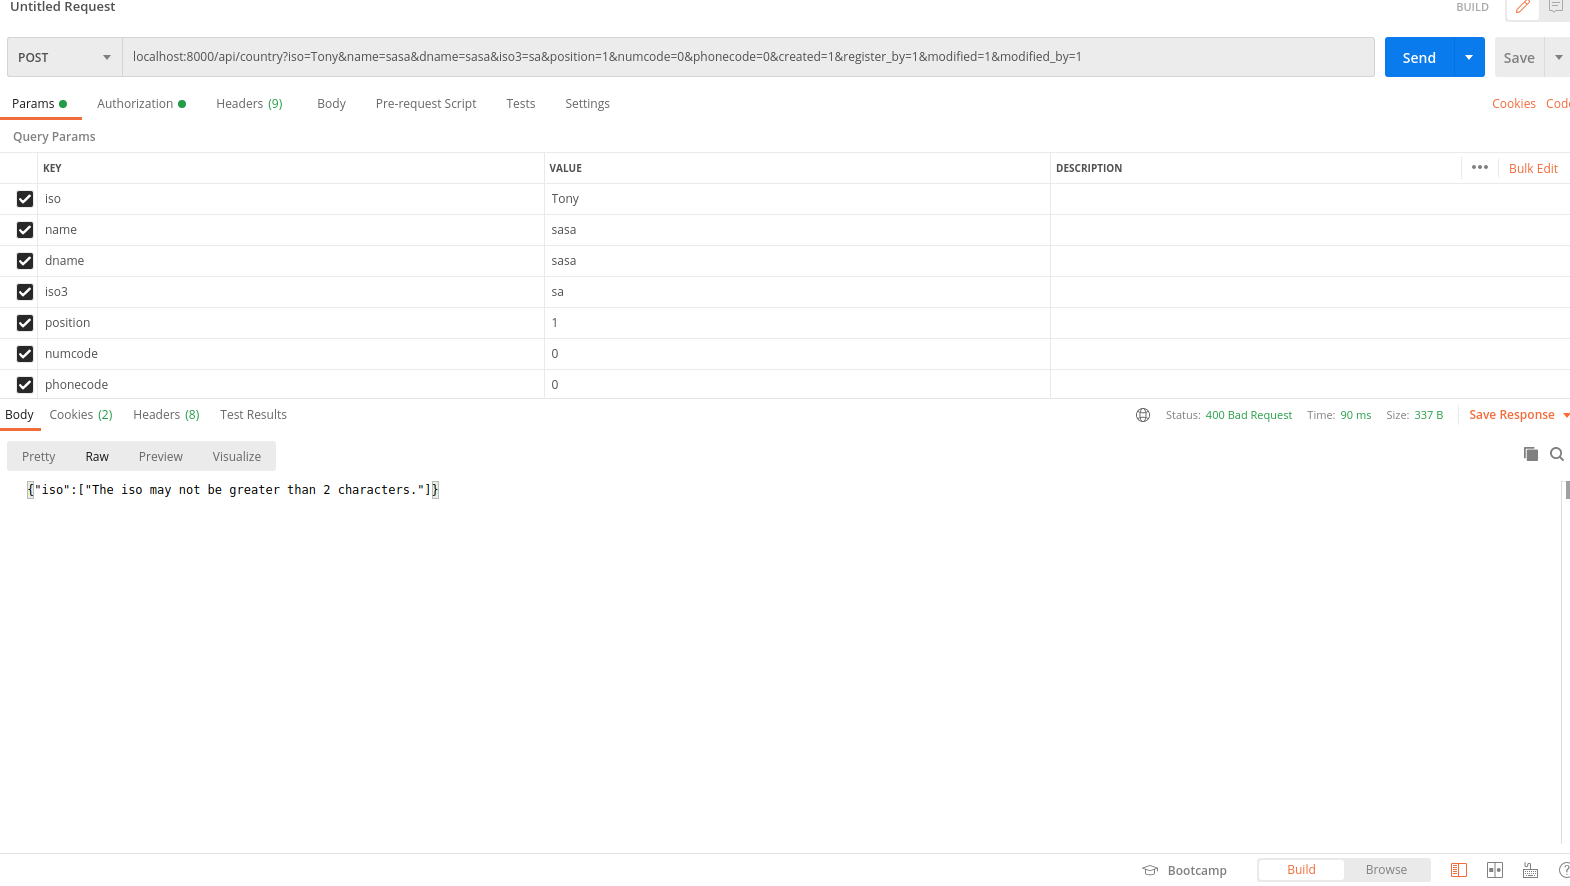 Untitled Request
BUILD
POST
localhost:8000/api/country?iso=Tony&name=sasa&dname=sasa&iso3=sa&position=1&numcode=0&phonecode=0&created=1&register_by=1&modified=1&modified_by=1
Send
Save
Params Authorization Headers (9) Body Pre-request Script Tests Settings
Cookies Code
Query Params
KEY VALUE DESCRIPTION ••• Bulk Edit
iso Tony
name sasa
dname sasa
iso3 sa
position 1
numcode 0
phonecode 0
Body Cookies (2) Headers (8) Test Results
Status: 400 Bad Request Time: 90 ms Size: 337 B Save Response
Pretty Raw Preview Visualize
{"iso":["The iso may not be greater than 2 characters."]}
Bootcamp Build Browse